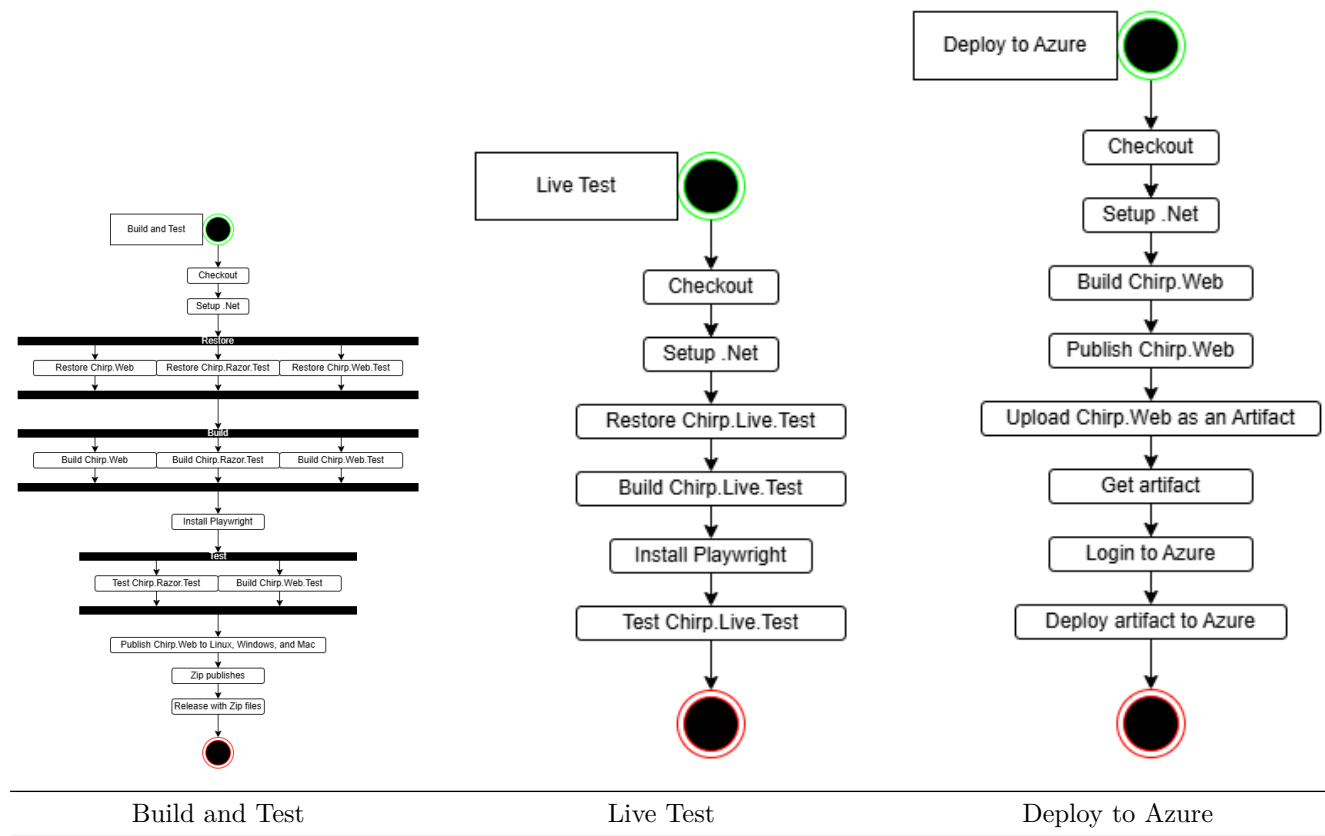 Build and Test
Checkout
Setup .Net
Restore
Restore Chirp.Web
Restore Chirp.Razor.Test
Restore Chirp.Web.Test
Build
Build Chirp.Web
Build Chirp.Razor.Test
Build Chirp.Web.Test
Install Playwright
Test
Test Chirp.Razor.Test
Build Chirp.Web.Test
Publish Chirp.Web to Linux, Windows, and Mac
Zip publishes
Release with Zip files
Live Test
Checkout
Setup .Net
Restore Chirp.Live.Test
Build Chirp.Live.Test
Install Playwright
Test Chirp.Live.Test
Deploy to Azure
Checkout
Setup .Net
Build Chirp.Web
Publish Chirp.Web
Upload Chirp.Web as an Artifact
Get artifact
Login to Azure
Deploy artifact to Azure
Build and Test
Live Test
Deploy to Azure